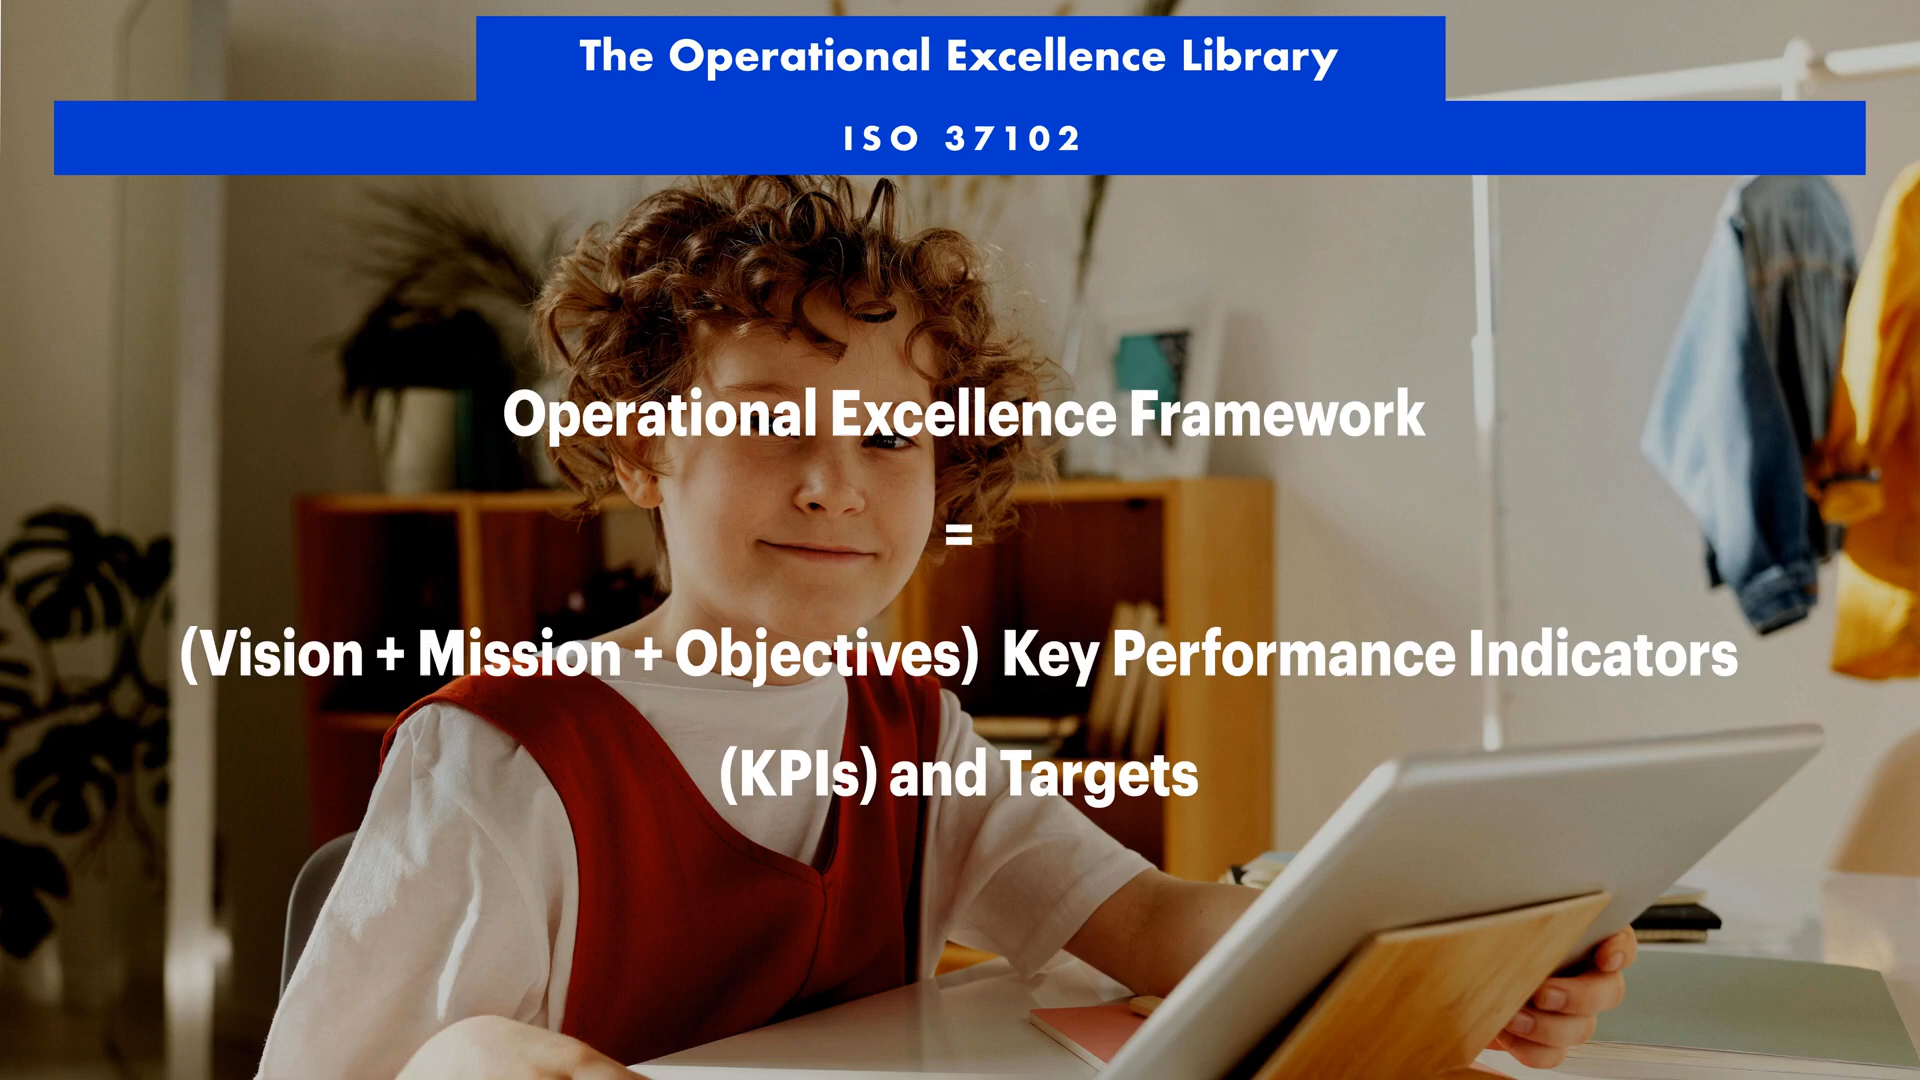 The Operational Excellence Library
ISO 37102
Operational Excellence Framework
=
(Vision + Mission + Objectives) Key Performance Indicators
(KPIs) and Targets